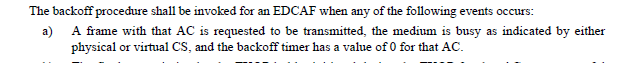 The backoff procedure shall be invoked for an EDCAF when any of the following events occurs:
a) A frame with that AC is requested to be transmitted, the medium is busy as indicated by either
physical or virtual CS, and the backoff timer has a value of 0 for that AC.